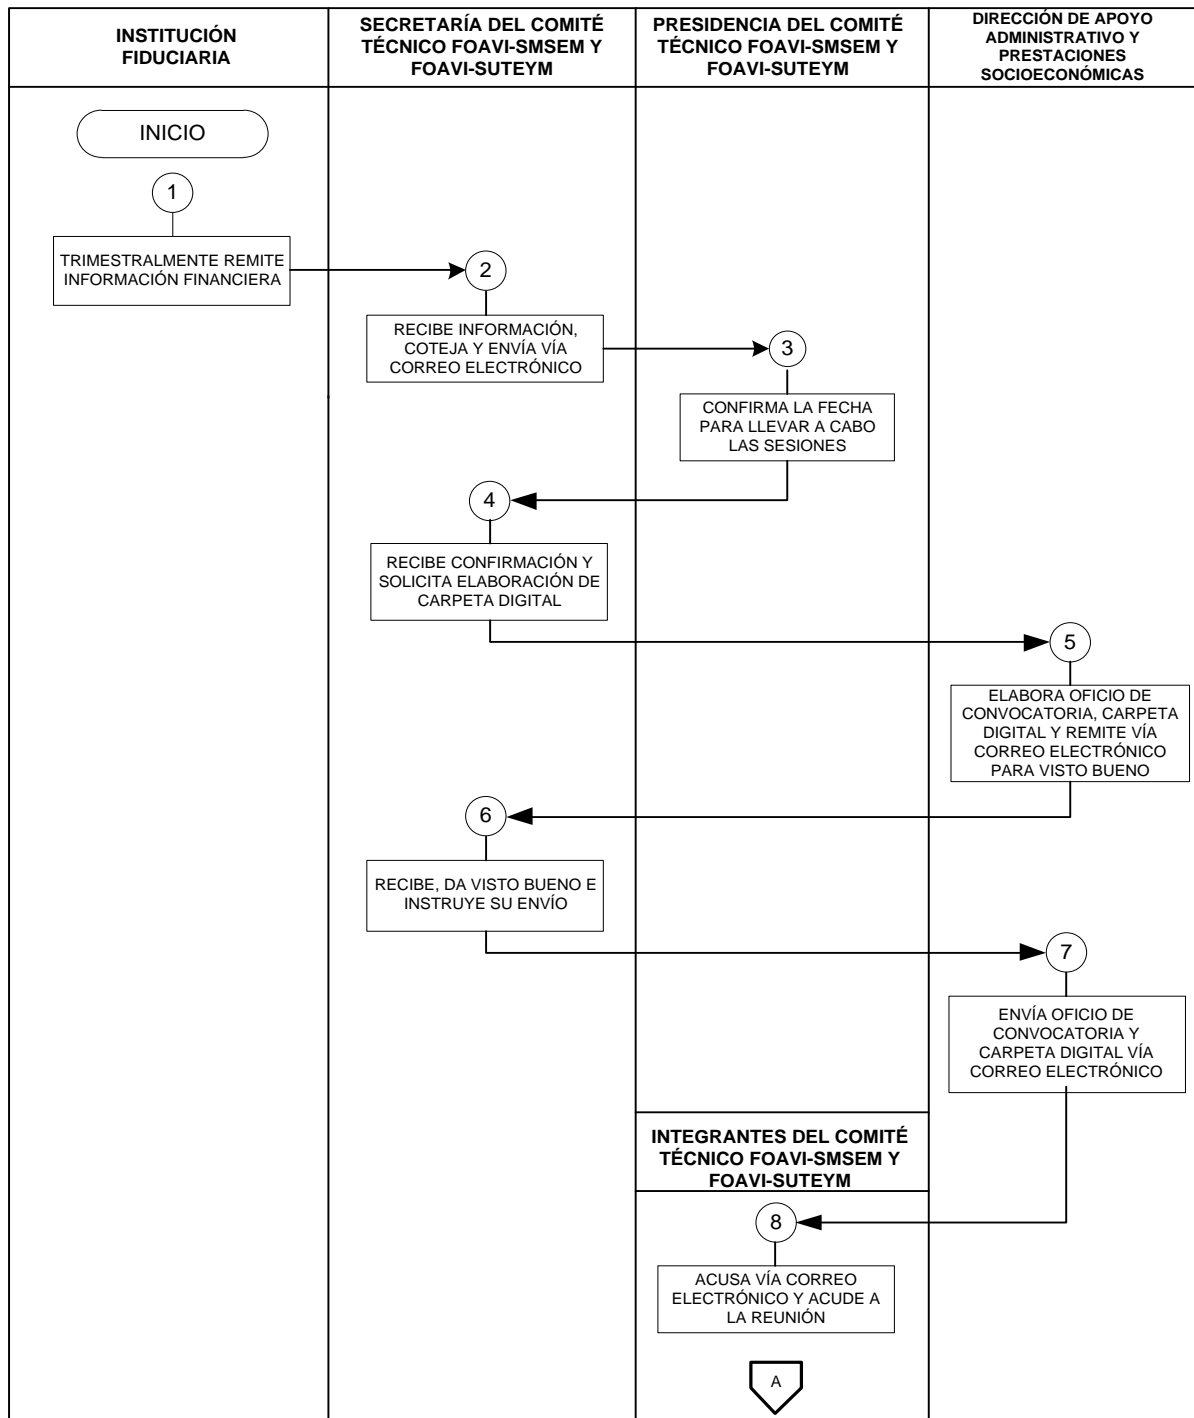 INSTITUCIÓN
FIDUCIARIA
SECRETARÍA DEL COMITÉ
TÉCNICO FOAVI-SMSEM Y
FOAVI-SUTEYM
PRESIDENCIA DEL COMITÉ
TÉCNICO FOAVI-SMSEM Y
FOAVI-SUTEYM
DIRECCIÓN DE APOYO
ADMINISTRATIVO Y
PRESTACIONES
SOCIOECONÓMICAS
INICIO
1
TRIMESTRALMENTE REMITE
INFORMACIÓN FINANCIERA
2
RECIBE INFORMACIÓN,
COTEJA Y ENVÍA VÍA
CORREO ELECTRÓNICO
3
CONFIRMA LA FECHA
PARA LLEVAR A CABO
LAS SESIONES
4
RECIBE CONFIRMACIÓN Y
SOLICITA ELABORACIÓN DE
CARPETA DIGITAL
5
ELABORA OFICIO DE
CONVOCATORIA, CARPETA
DIGITAL Y REMITE VÍA
CORREO ELECTRÓNICO
PARA VISTO BUENO
6
RECIBE, DA VISTO BUENO E
INSTRUYE SU ENVÍO
7
ENVÍA OFICIO DE
CONVOCATORIA Y
CARPETA DIGITAL VÍA
CORREO ELECTRÓNICO
INTEGRANTES DEL COMITÉ
TÉCNICO FOAVI-SMSEM Y
FOAVI-SUTEYM
8
ACUSA VÍA CORREO
ELECTRÓNICO Y ACUDE A
LA REUNIÓN
A